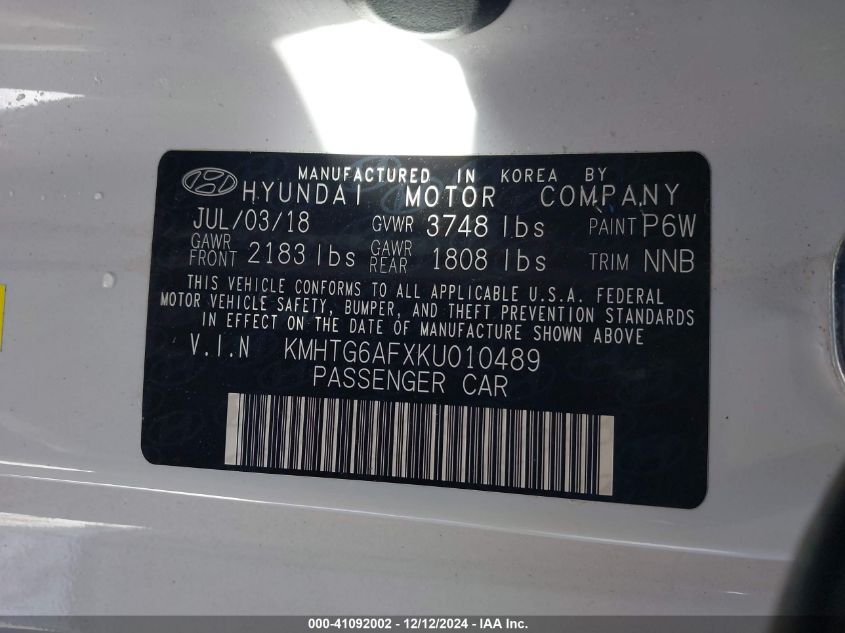 MANUFACTURED IN KOREA BY
HYUNDAI MOTOR COMPANY
JUL/03/18 GVWR 3748 lbs PAINT P6W
GAWR FRONT 2183 lbs GAWR REAR 1808 lbs TRIM NNB
THIS VEHICLE CONFORMS TO ALL APPLICABLE U.S.A. FEDERAL
MOTOR VEHICLE SAFETY, BUMPER, AND THEFT PREVENTION STANDARDS
IN EFFECT ON THE DATE OF MANUFACTURE SHOWN ABOVE
V.I.N KMHTG6AFXKU010489
PASSENGER CAR
000-41092002 - 12/12/2024 - IAA Inc.